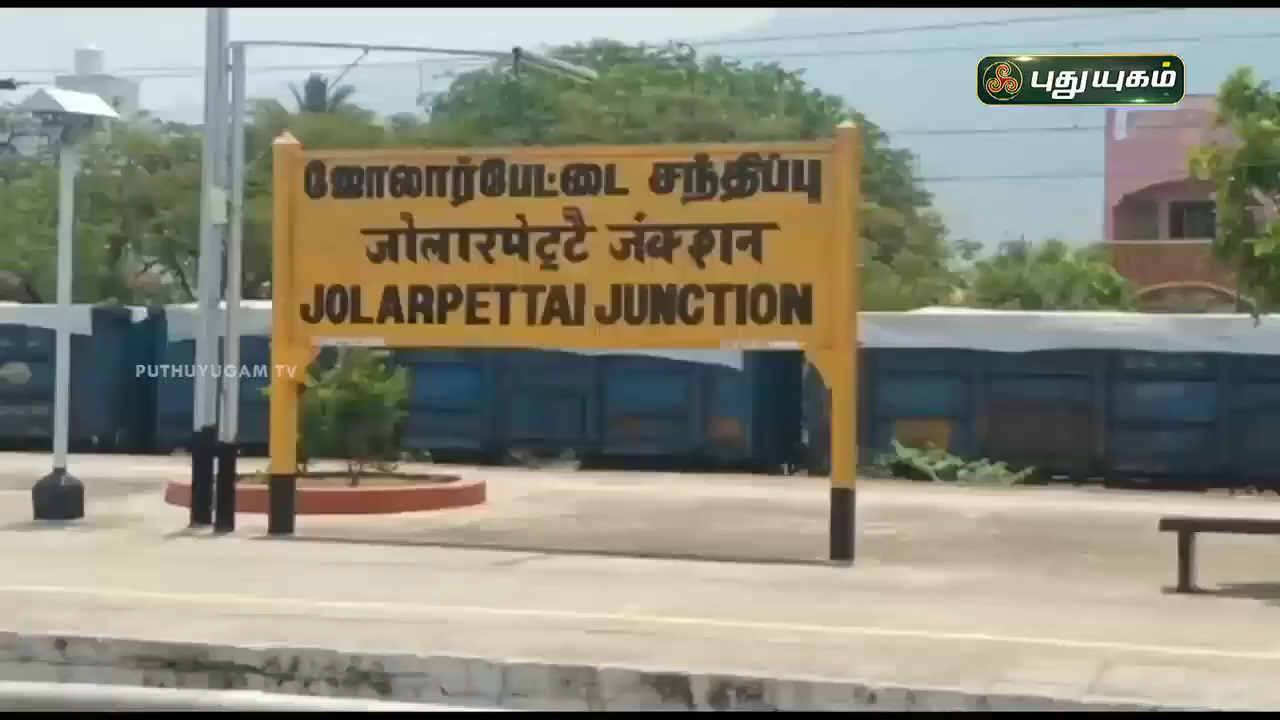 புதுயுகம்
ஜோலார்பேட்டை சந்திப்பு
जोलारपेट्टै जंक्शन
JOLARPETTAI JUNCTION
PUTHUYUGAM TV